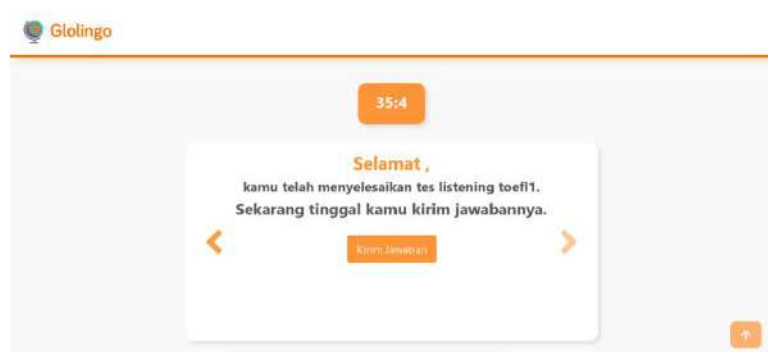 Glolingo
35:4
Selamat ,
kamu telah menyelesaikan tes listening toefl1.
Sekarang tinggal kamu kirim jawabannya.
Kirim Jawaban